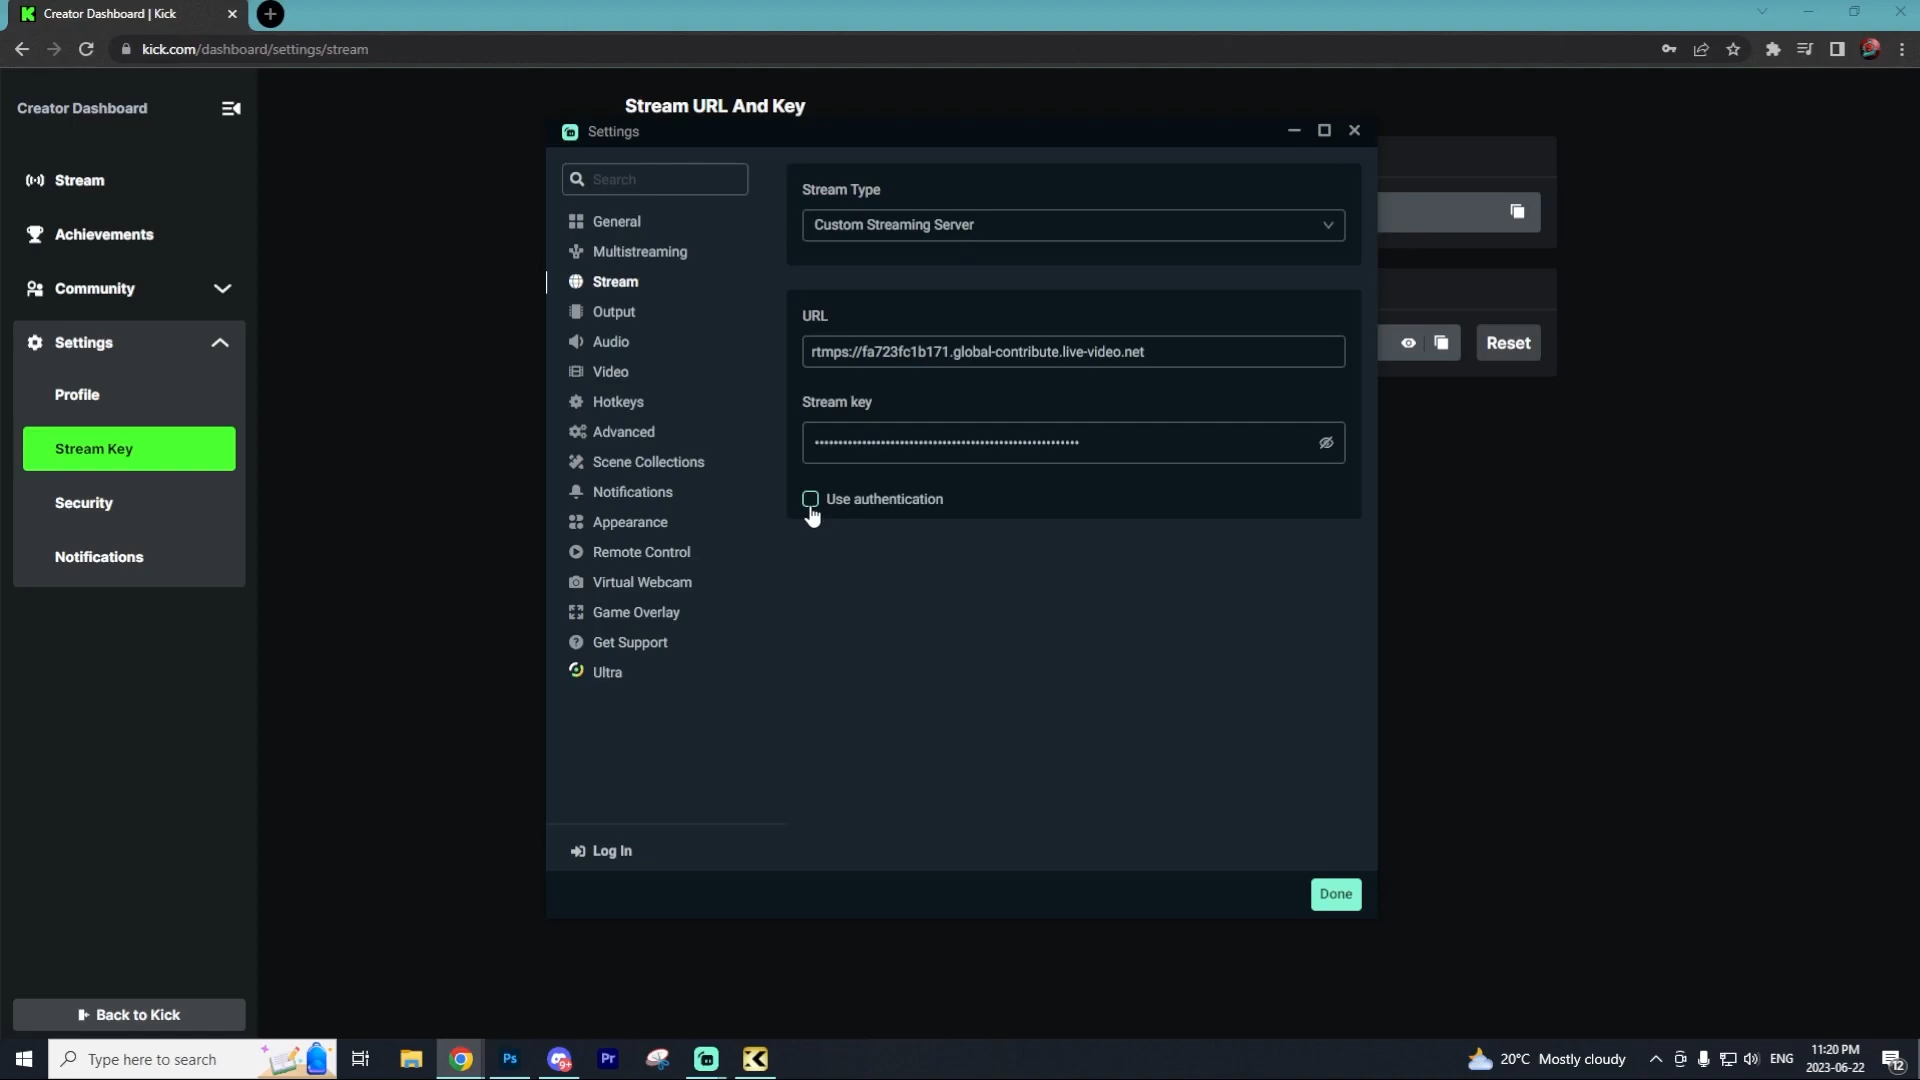 Creator Dashboard | Kick
kick.com/dashboard/settings/stream
Creator Dashboard
Stream
Achievements
Community
Settings
Profile
Stream Key
Security
Notifications
Back to Kick
Stream URL And Key
Reset
Settings
Search
General
Multistreaming
Stream
Output
Audio
Video
Hotkeys
Advanced
Scene Collections
Notifications
Appearance
Remote Control
Virtual Webcam
Game Overlay
Get Support
Ultra
Log In
Stream Type
Custom Streaming Server
URL
rtmps://fa723fc1b171.global-contribute.live-video.net
Stream key
Use authentication
Done
Type here to search
Ps
9+
Pr
20°C Mostly cloudy
ENG
11:20 PM
2023-06-22
12